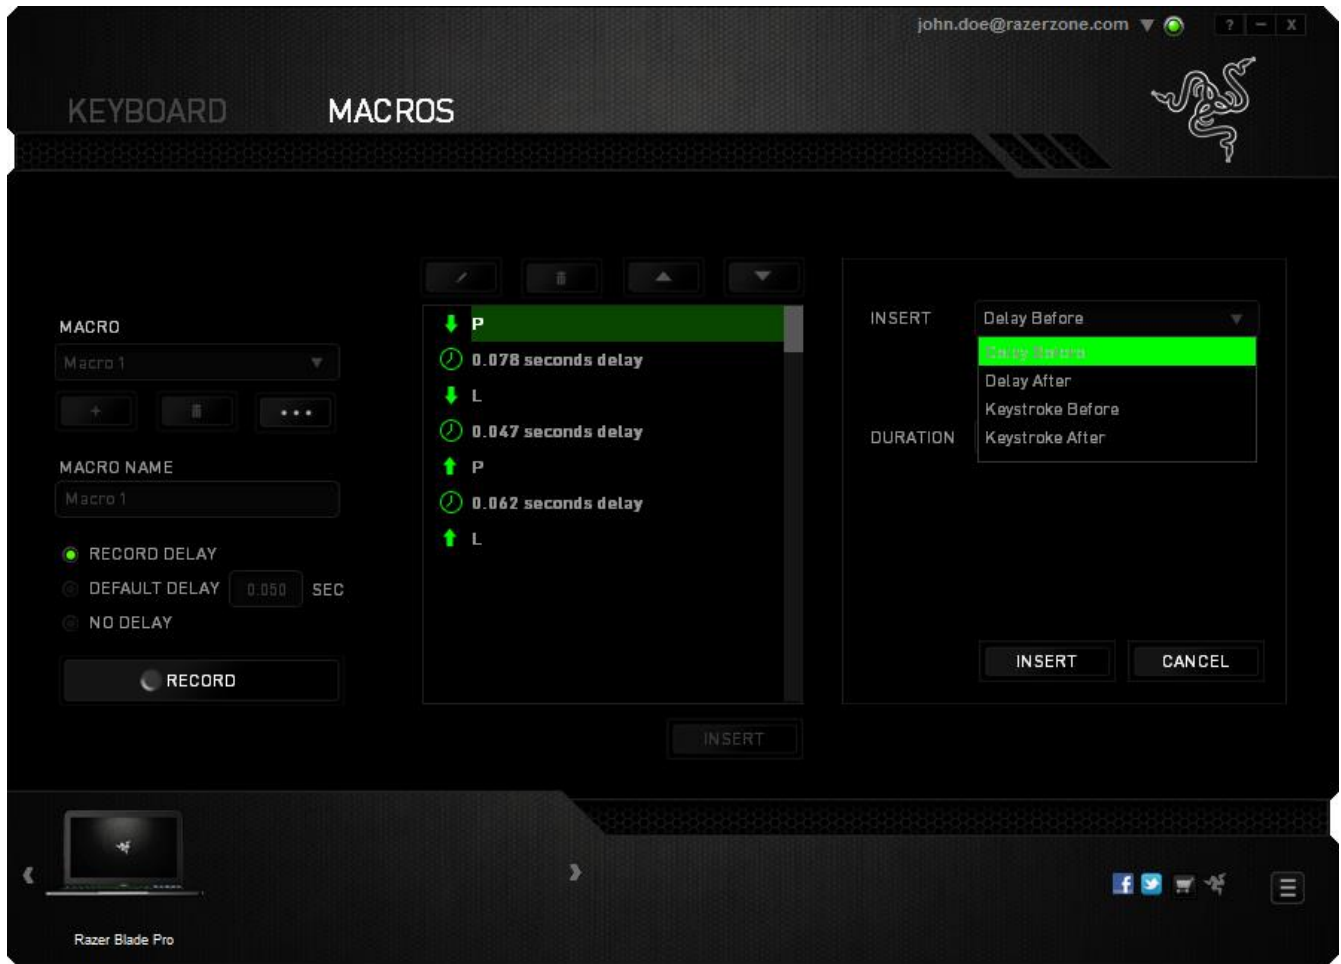 john.doe@razerzone.com
? – X
KEYBOARD
MACROS
MACRO
Macro 1
MACRO NAME
Macro 1
RECORD DELAY
DEFAULT DELAY 0.050 SEC
NO DELAY
RECORD
P
0.078 seconds delay
L
0.047 seconds delay
P
0.062 seconds delay
L
INSERT
INSERT Delay Before
Delay Before
Delay After
Keystroke Before
Keystroke After
DURATION
INSERT
CANCEL
Razer Blade Pro